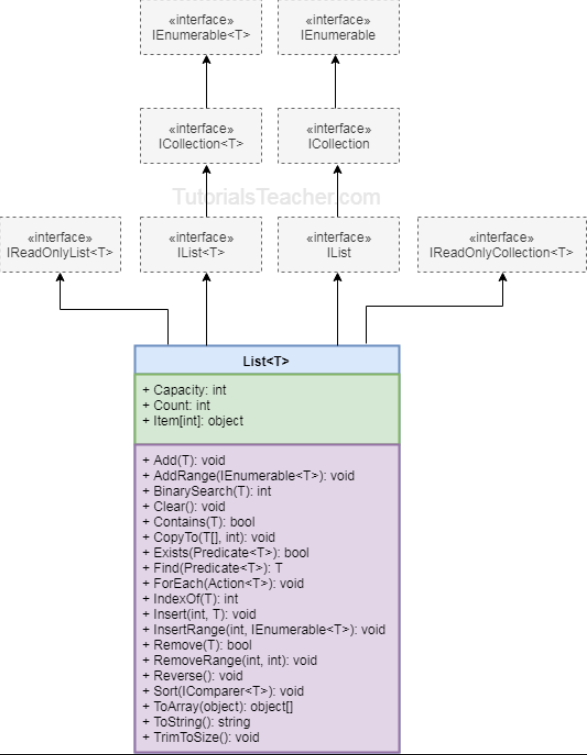 «interface»
IEnumerable<T>
«interface»
IEnumerable
«interface»
ICollection<T>
«interface»
ICollection
TutorialsTeacher.com
«interface»
IReadOnlyList<T>
«interface»
IList<T>
«interface»
IList
«interface»
IReadOnlyCollection<T>
List<T>
+ Capacity: int
+ Count: int
+ Item[int]: object
+ Add(T): void
+ AddRange(IEnumerable<T>): void
+ BinarySearch(T): int
+ Clear(): void
+ Contains(T): bool
+ CopyTo(T[], int): void
+ Exists(Predicate<T>): bool
+ Find(Predicate<T>): T
+ ForEach(Action<T>): void
+ IndexOf(T): int
+ Insert(int, T): void
+ InsertRange(int, IEnumerable<T>): void
+ Remove(T): bool
+ RemoveRange(int, int): void
+ Reverse(): void
+ Sort(IComparer<T>): void
+ ToArray(object): object[]
+ ToString(): string
+ TrimToSize(): void